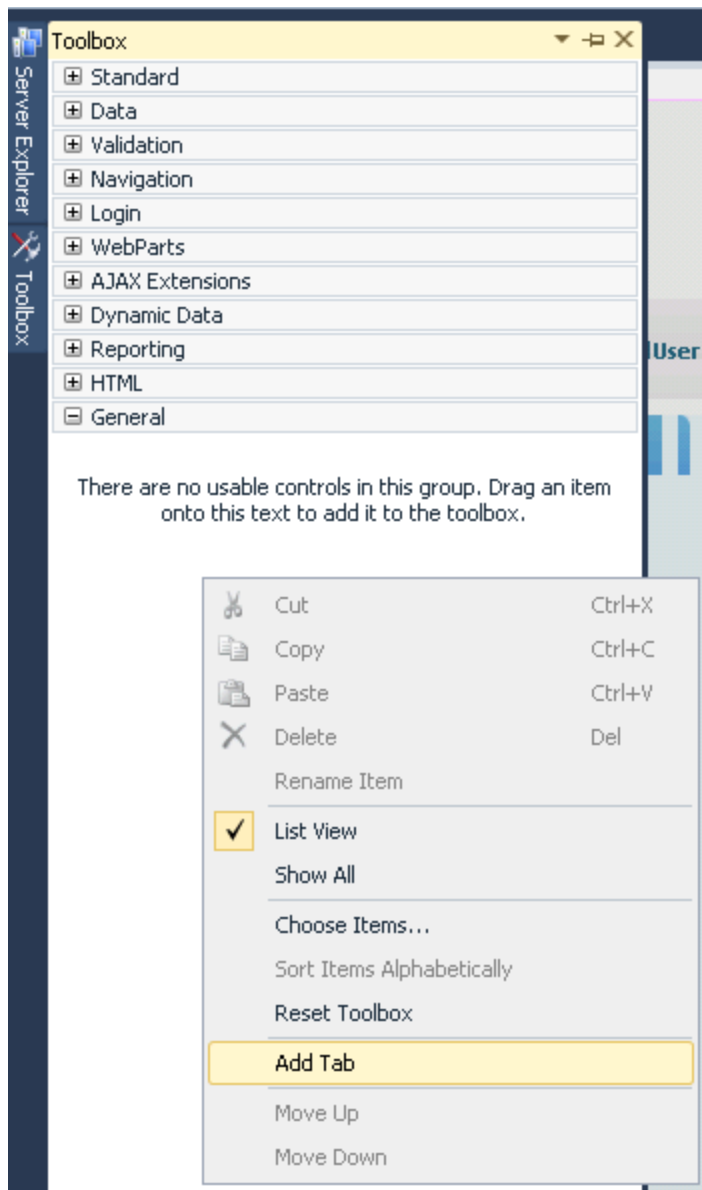 Toolbox
Server Explorer
Toolbox
Standard
Data
Validation
Navigation
Login
WebParts
AJAX Extensions
Dynamic Data
Reporting
HTML
General
User
There are no usable controls in this group. Drag an item
onto this text to add it to the toolbox.
Cut Ctrl+X
Copy Ctrl+C
Paste Ctrl+V
Delete Del
Rename Item
List View
Show All
Choose Items...
Sort Items Alphabetically
Reset Toolbox
Add Tab
Move Up
Move Down